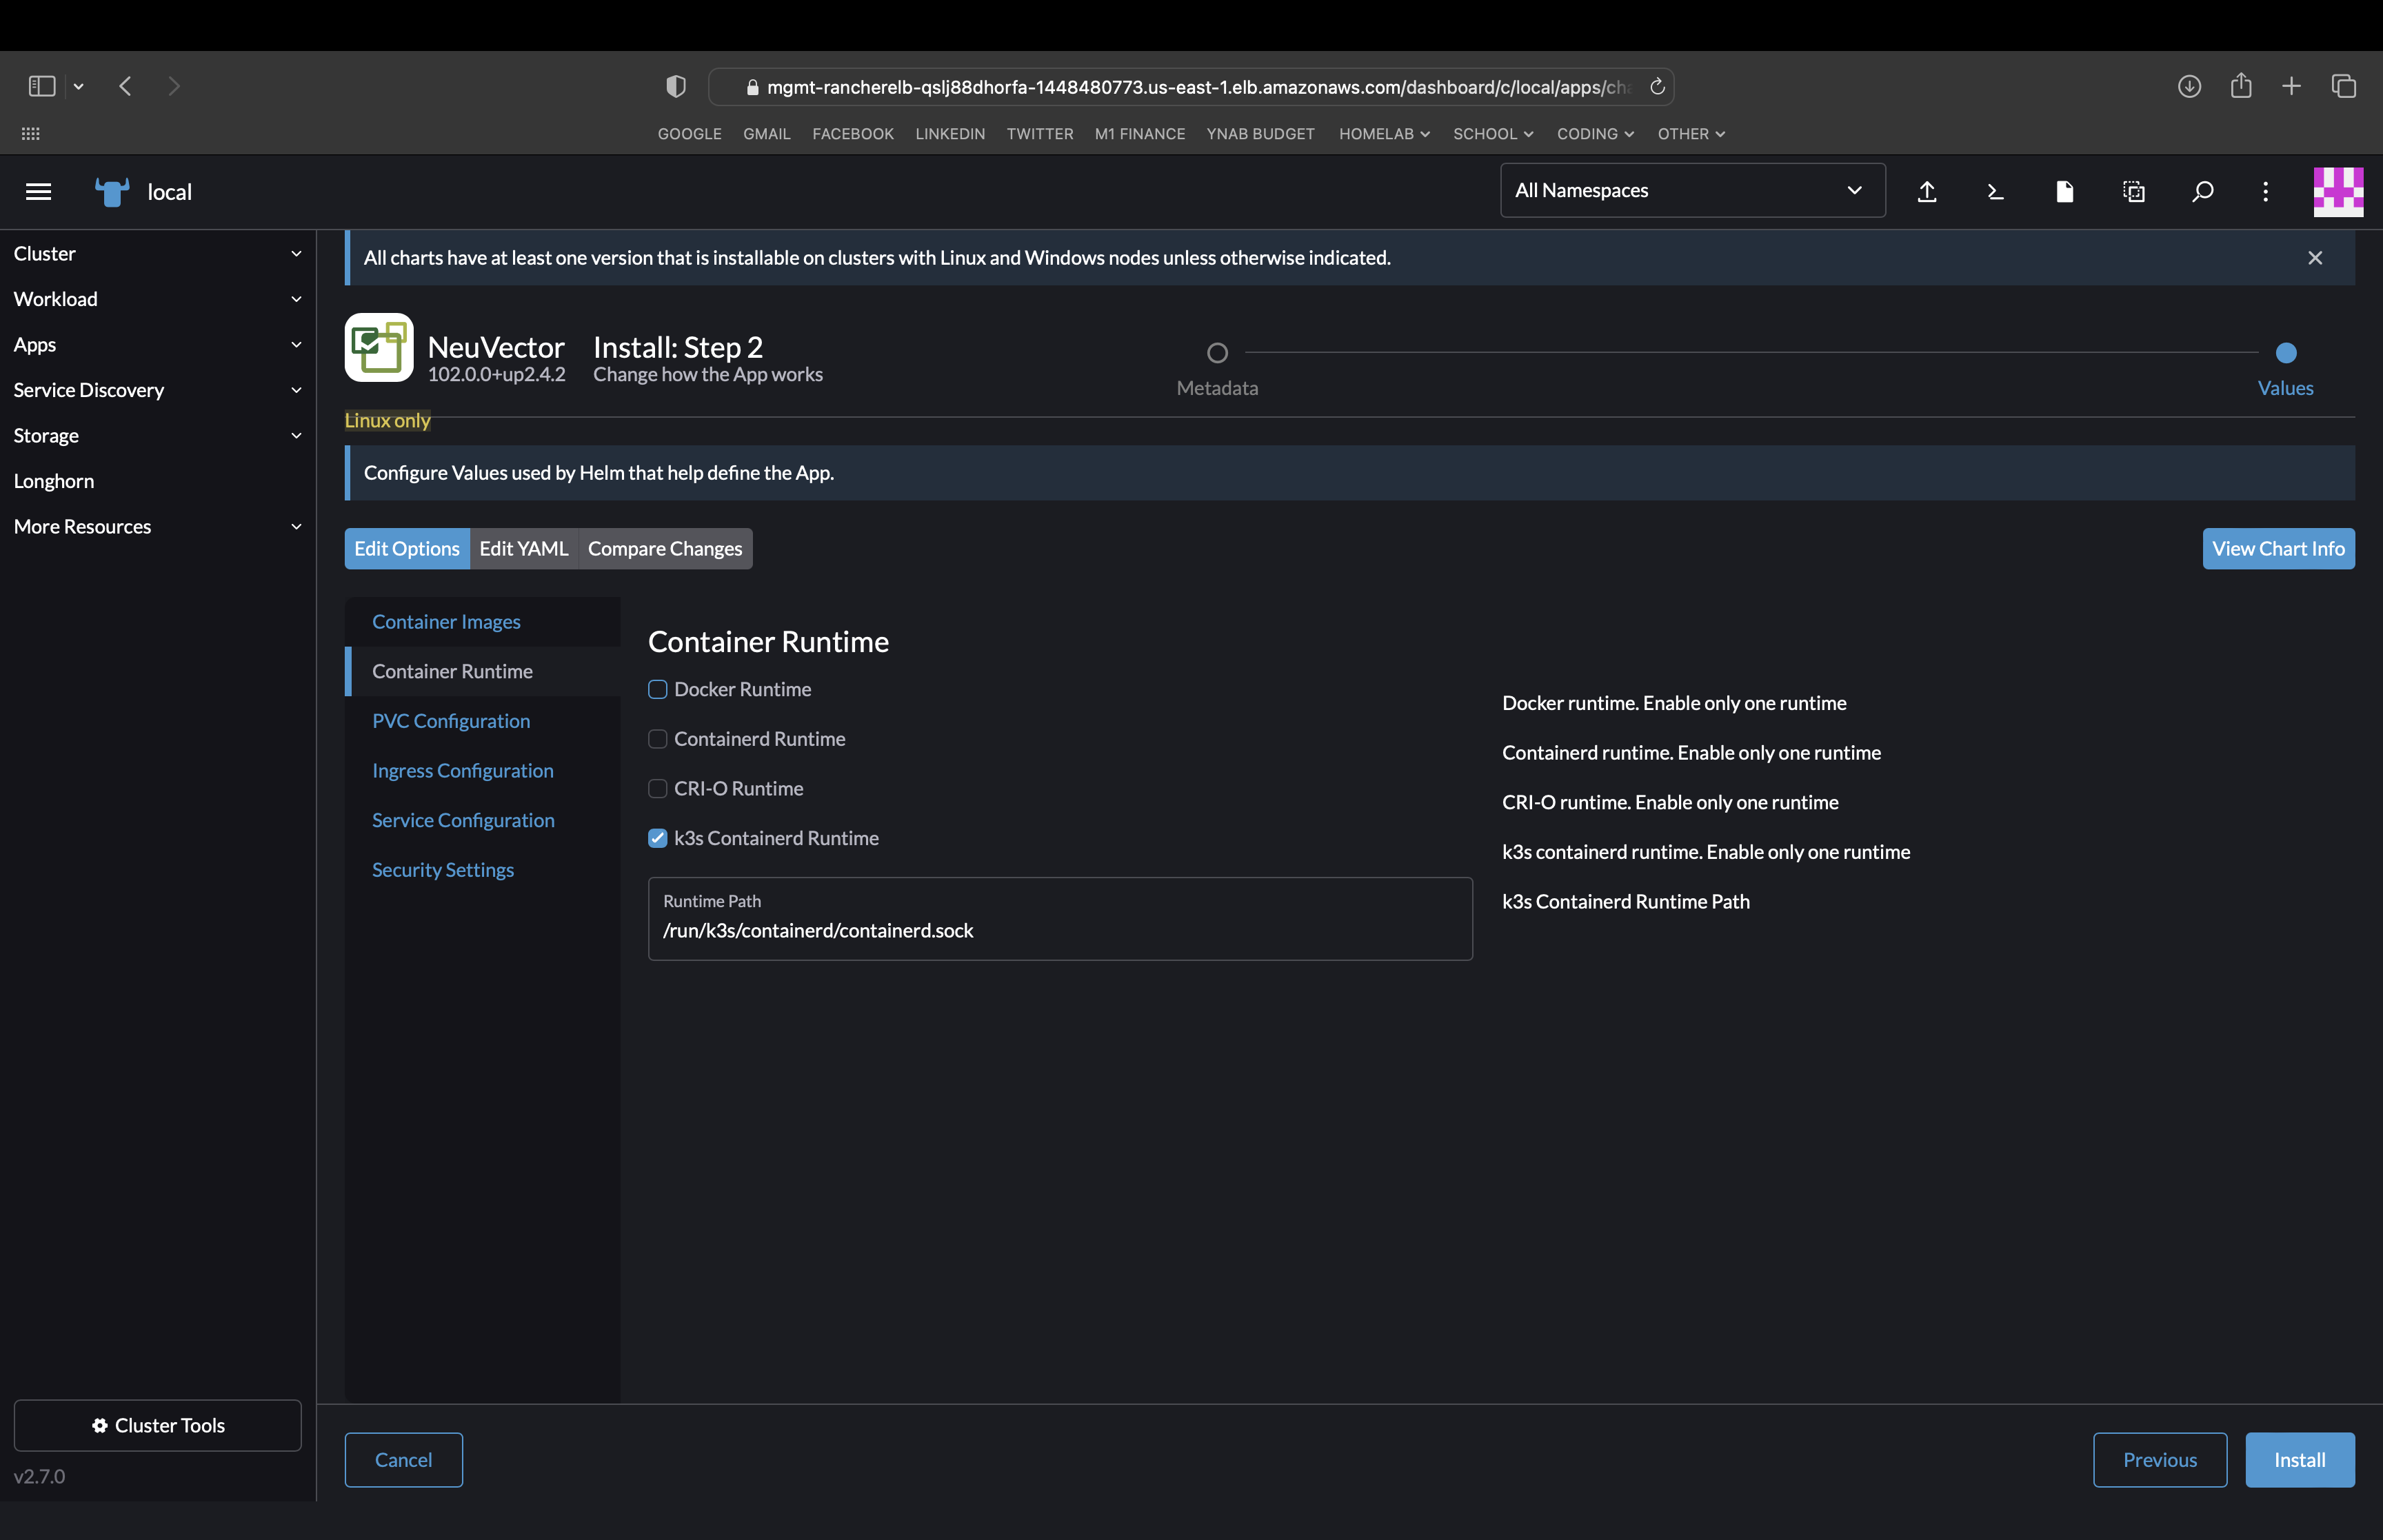 mgmt-rancherelb-qslj88dhorfa-1448480773.us-east-1.elb.amazonaws.com/dashboard/c/local/apps/cha
GOOGLE GMAIL FACEBOOK LINKEDIN TWITTER M1 FINANCE YNAB BUDGET HOMELAB SCHOOL CODING OTHER
local
All Namespaces
Cluster
Workload
Apps
Service Discovery
Storage
Longhorn
More Resources
All charts have at least one version that is installable on clusters with Linux and Windows nodes unless otherwise indicated.
NeuVector
102.0.0+up2.4.2
Install: Step 2
Change how the App works
Metadata
Values
Linux only
Configure Values used by Helm that help define the App.
Edit Options Edit YAML Compare Changes
View Chart Info
Container Images
Container Runtime
PVC Configuration
Ingress Configuration
Service Configuration
Security Settings
Container Runtime
Docker Runtime
Docker runtime. Enable only one runtime
Containerd Runtime
Containerd runtime. Enable only one runtime
CRI-O Runtime
CRI-O runtime. Enable only one runtime
k3s Containerd Runtime
k3s containerd runtime. Enable only one runtime
Runtime Path
/run/k3s/containerd/containerd.sock
k3s Containerd Runtime Path
Cluster Tools
v2.7.0
Cancel
Previous
Install